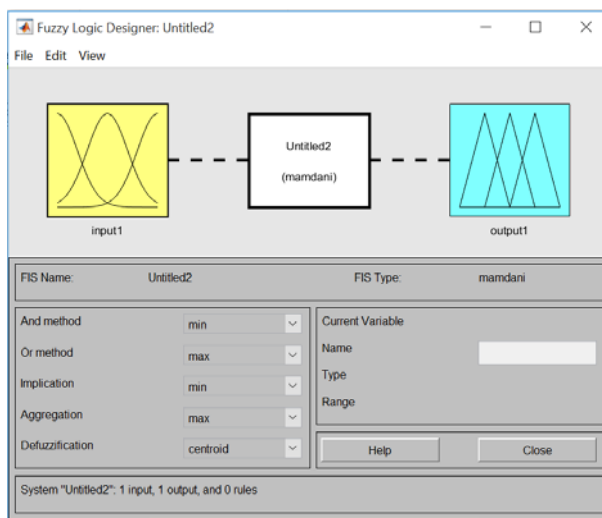 Fuzzy Logic Designer: Untitled2
File Edit View
Untitled2
(mamdani)
input1
output1
FIS Name: Untitled2 FIS Type: mamdani
And method min
Or method max
Implication min
Aggregation max
Defuzzification centroid
Current Variable
Name
Type
Range
Help Close
System "Untitled2": 1 input, 1 output, and 0 rules